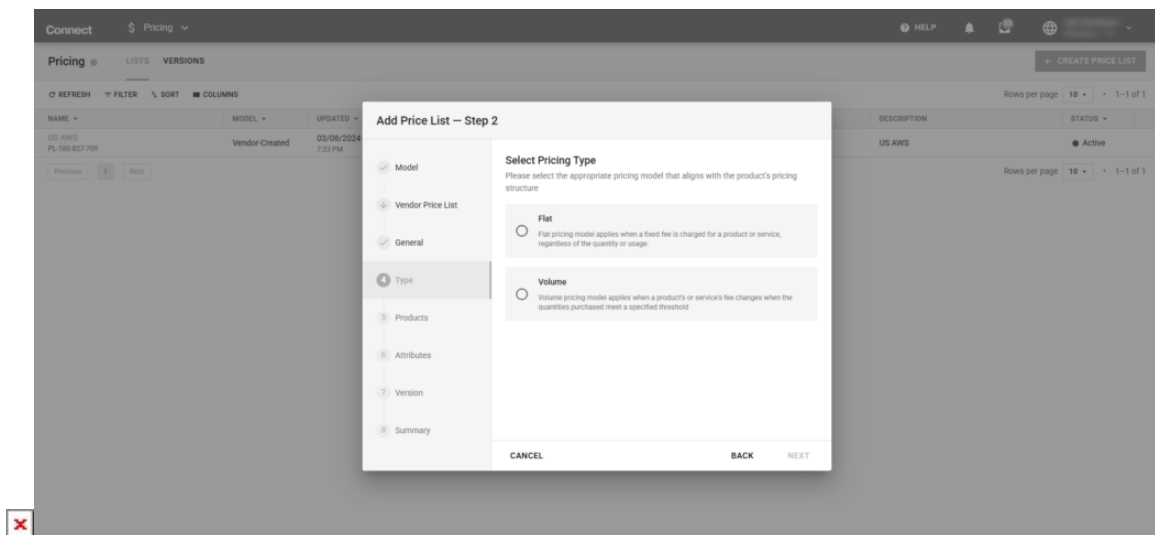 Connect $ Pricing HELP
Pricing LISTS VERSIONS + CREATE PRICE LIST
REFRESH FILTER SORT COLUMNS Rows per page 10 • 1–1 of 1
NAME MODEL UPDATED DESCRIPTION STATUS
US AWS Vendor-Created 03/08/2024 US AWS Active
PL-180-827-709 7:23 PM
Previous 1 Next Rows per page 10 • 1–1 of 1
Add Price List — Step 2
Model
Vendor Price List
General
4 Type
5 Products
6 Attributes
7 Version
8 Summary
Select Pricing Type
Please select the appropriate pricing model that aligns with the product's pricing
structure
Flat
Flat pricing model applies when a fixed fee is charged for a product or service,
regardless of the quantity or usage.
Volume
Volume pricing model applies when a product's or service's fee changes when the
quantities purchased meet a specified threshold
CANCEL BACK NEXT